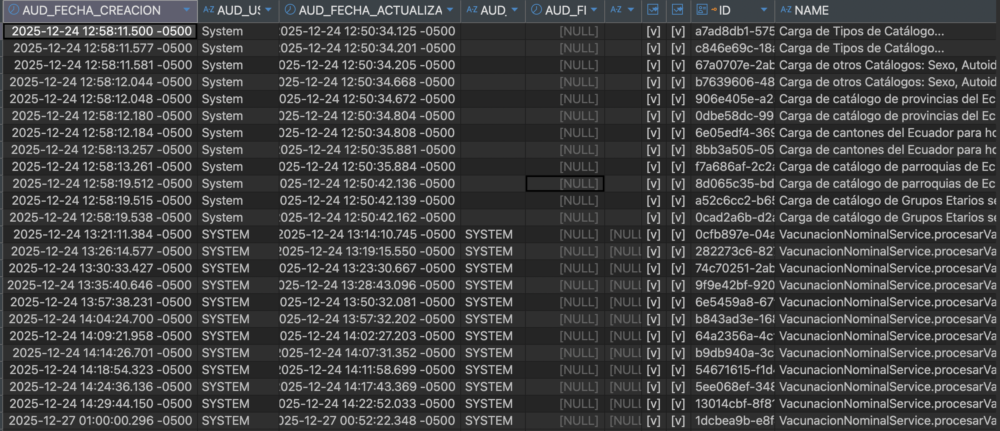 AUD_FECHA_CREACION AUD_US AUD_FECHA_ACTUALIZA AUD_ AUD_FI ID NAME
2025-12-24 12:58:11.500 -0500 System 2025-12-24 12:50:34.125 -0500 [NULL] [v] [v] a7ad8db1-575 Carga de Tipos de Catálogo...
2025-12-24 12:58:11.577 -0500 System 2025-12-24 12:50:34.201 -0500 [NULL] [v] [v] c846e69c-18a Carga de Tipos de Catálogo...
2025-12-24 12:58:11.581 -0500 System 025-12-24 12:50:34.205 -0500 [NULL] [v] [v] 67a0707e-2ab Carga de otros Catálogos: Sexo, Autoid
2025-12-24 12:58:12.044 -0500 System 025-12-24 12:50:34.668 -0500 [NULL] [v] [v] b7639606-48 Carga de otros Catálogos: Sexo, Autoid
2025-12-24 12:58:12.048 -0500 System 025-12-24 12:50:34.672 -0500 [NULL] [v] [v] 906e405e-a2 Carga de catálogo de provincias del Ec
2025-12-24 12:58:12.180 -0500 System 025-12-24 12:50:34.804 -0500 [NULL] [v] [v] 0dbe58dc-99 Carga de catálogo de provincias del Ec
2025-12-24 12:58:12.184 -0500 System 025-12-24 12:50:34.808 -0500 [NULL] [v] [v] 6e05edf4-369 Carga de cantones del Ecuador para ho
2025-12-24 12:58:13.257 -0500 System 2025-12-24 12:50:35.881 -0500 [NULL] [v] [v] 8bb3a505-05 Carga de cantones del Ecuador para ho
2025-12-24 12:58:13.261 -0500 System 025-12-24 12:50:35.884 -0500 [NULL] [v] [v] f7a686af-2c2a Carga de catálogo de parroquias de Ec
2025-12-24 12:58:19.512 -0500 System 025-12-24 12:50:42.136 -0500 [NULL] [v] [v] 8d065c35-bd Carga de catálogo de parroquias de Ec
2025-12-24 12:58:19.515 -0500 System 025-12-24 12:50:42.139 -0500 [NULL] [v] [v] a52c6cc2-b65 Carga de catálogo de Grupos Etarios se
2025-12-24 12:58:19.538 -0500 System 2025-12-24 12:50:42.162 -0500 [NULL] [v] [v] 0cad2a6b-d2a Carga de catálogo de Grupos Etarios se
2025-12-24 13:21:11.384 -0500 SYSTEM 2025-12-24 13:14:10.745 -0500 SYSTEM [NULL] [NULL [v] [v] 0cfb897e-04a VacunacionNominalService.procesarVa
2025-12-24 13:26:14.577 -0500 SYSTEM 2025-12-24 13:19:15.550 -0500 SYSTEM [NULL] [NULL [v] [v] 282273c6-827 VacunacionNominalService.procesarVa
2025-12-24 13:30:33.427 -0500 SYSTEM 025-12-24 13:23:30.667 -0500 SYSTEM [NULL] [NULL [v] [v] 74c70251-2ab VacunacionNominalService.procesarVa
2025-12-24 13:35:40.646 -0500 SYSTEM 025-12-24 13:28:43.096 -0500 SYSTEM [NULL] [NULL [v] [v] 9f9e42bf-920 VacunacionNominalService.procesarVa
2025-12-24 13:57:38.231 -0500 SYSTEM 025-12-24 13:50:32.081 -0500 SYSTEM [NULL] [NULL [v] [v] 6e5459a8-67 VacunacionNominalService.procesarVa
2025-12-24 14:04:24.700 -0500 SYSTEM 025-12-24 13:57:32.202 -0500 SYSTEM [NULL] [NULL [v] [v] b843ad3e-168 VacunacionNominalService.procesarVa
2025-12-24 14:09:21.958 -0500 SYSTEM 025-12-24 14:02:27.203 -0500 SYSTEM [NULL] [NULL [v] [v] 64a2356a-4c VacunacionNominalService.procesarVa
2025-12-24 14:14:26.701 -0500 SYSTEM 2025-12-24 14:07:31.352 -0500 SYSTEM [NULL] [NULL [v] [v] b9db940a-3c VacunacionNominalService.procesarVa
2025-12-24 14:18:54.323 -0500 SYSTEM 2025-12-24 14:11:58.699 -0500 SYSTEM [NULL] [NULL [v] [v] 54671615-f1d VacunacionNominalService.procesarVa
2025-12-24 14:24:36.136 -0500 SYSTEM 2025-12-24 14:17:43.369 -0500 SYSTEM [NULL] [NULL [v] [v] 5ee068ef-348 VacunacionNominalService.procesarVa
2025-12-24 14:29:44.150 -0500 SYSTEM 025-12-24 14:22:52.033 -0500 SYSTEM [NULL] [NULL [v] [v] 13014cbf-8f81 VacunacionNominalService.procesarVa
2025-12-27 01:00:00.296 -0500 SYSTEM 025-12-27 00:52:22.348 -0500 SYSTEM [NULL] [NULL [v] [v] 1dcbea9b-e8f VacunacionNominalService.procesarVa